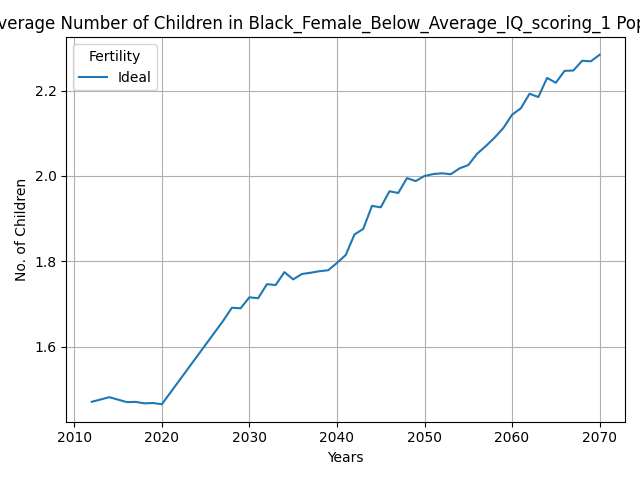 verage Number of Children in Black_Female_Below_Average_IQ_scoring_1 Pop
Fertility
Ideal
No. of Children
2.2
2.0
1.8
1.6
2010 2020 2030 2040 2050 2060 2070
Years